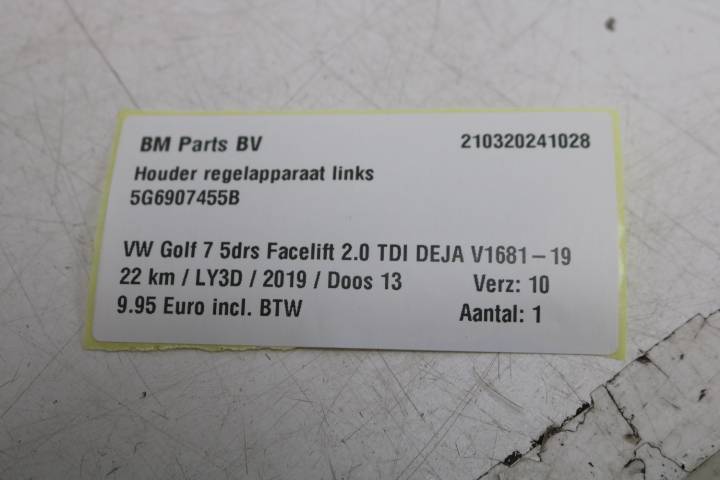 BM Parts BV 210320241028
Houder regelapparaat links
5G6907455B
VW Golf 7 5drs Facelift 2.0 TDI DEJA V1681-19
22 km / LY3D / 2019 / Doos 13 Verz: 10
9.95 Euro incl. BTW Aantal: 1